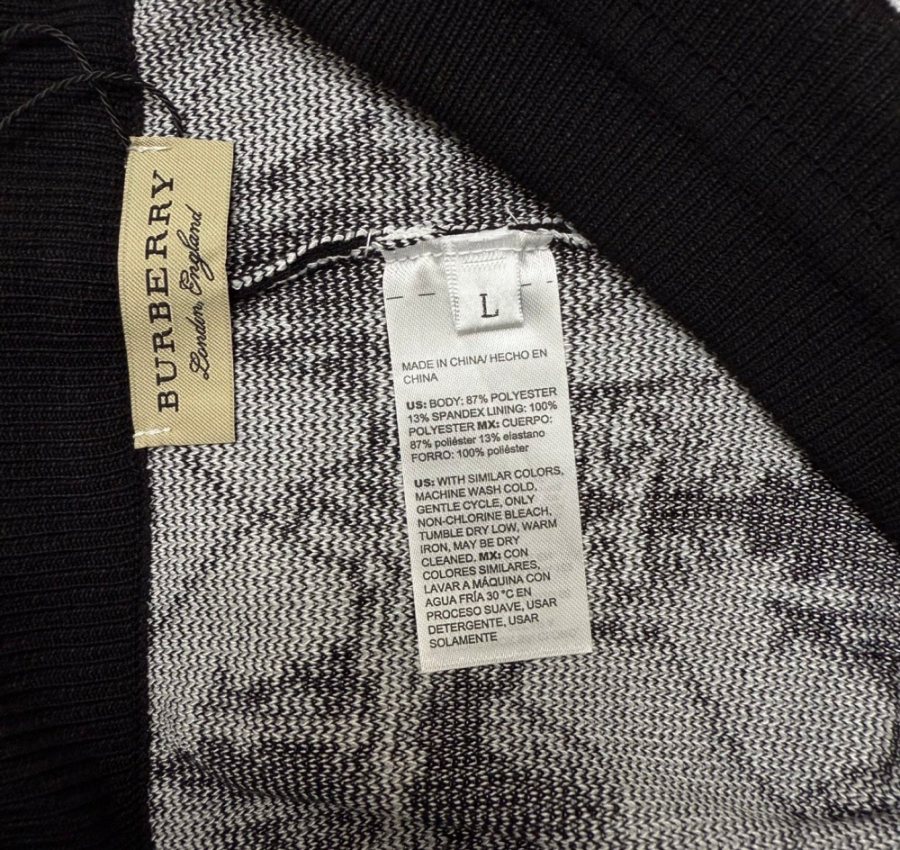 BURBERRY
London, England
L
MADE IN CHINA/ HECHO EN
CHINA
US: BODY: 87% POLYESTER
13% SPANDEX LINING: 100%
POLYESTER MX: CUERPO:
87% poliéster 13% elastano
FORRO: 100% poliéster
US: WITH SIMILAR COLORS,
MACHINE WASH COLD,
GENTLE CYCLE, ONLY
NON-CHLORINE BLEACH,
TUMBLE DRY LOW, WARM
IRON, MAY BE DRY
CLEANED. MX: CON
COLORES SIMILARES,
LAVAR A MÁQUINA CON
AGUA FRÍA 30 °C EN
PROCESO SUAVE, USAR
DETERGENTE, USAR
SOLAMENTE